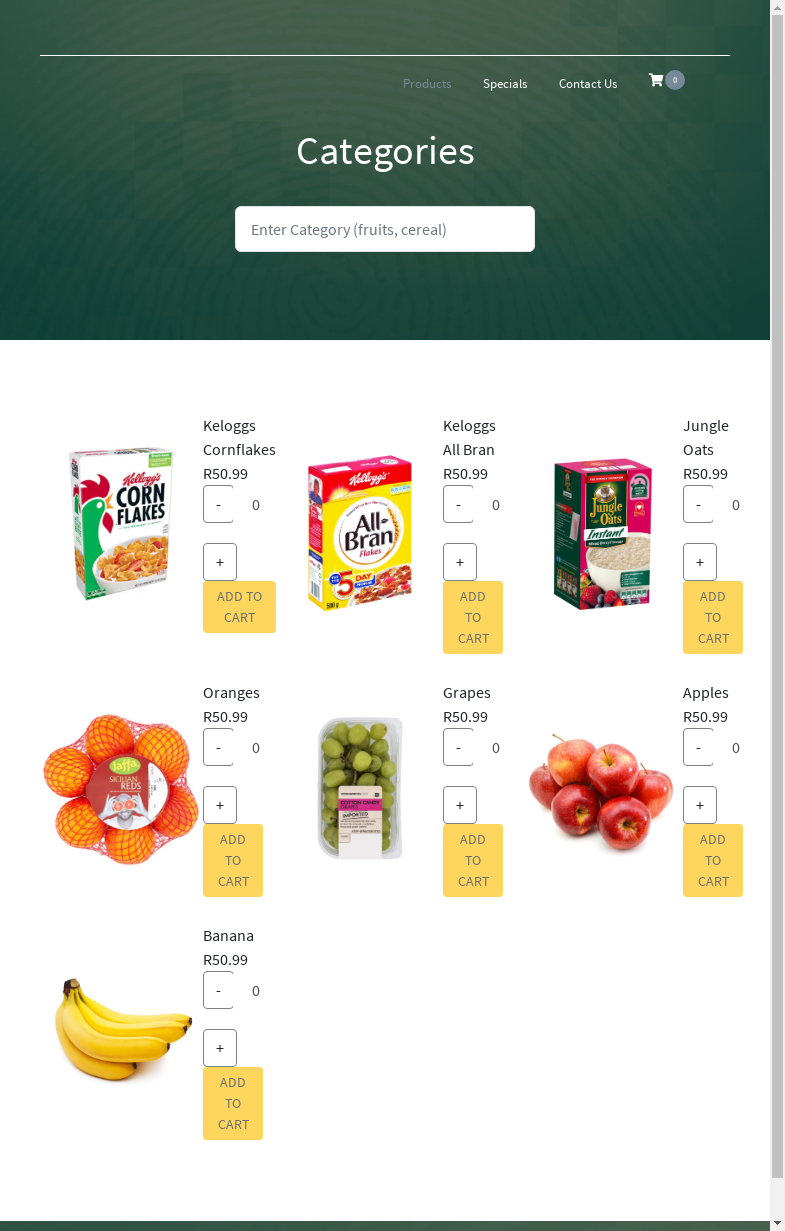 Products Specials Contact Us 0
Categories
Enter Category (fruits, cereal)
Keloggs
Cornflakes
R50.99
- 0
+
ADD TO
CART
Kellogg's
CORN
FLAKES
Keloggs
All Bran
R50.99
- 0
+
ADD
TO
CART
Kellogg's
All-
Bran
Flakes
5 DAY
500 g
Jungle
Oats
R50.99
- 0
+
ADD
TO
CART
Jungle
Oats
Instant
Oranges
R50.99
- 0
+
ADD
TO
CART
Jaffa
SICILIAN
REDS
Grapes
R50.99
- 0
+
ADD
TO
CART
COTTON CANDY
GRAPES
IMPORTED
Apples
R50.99
- 0
+
ADD
TO
CART
Banana
R50.99
- 0
+
ADD
TO
CART